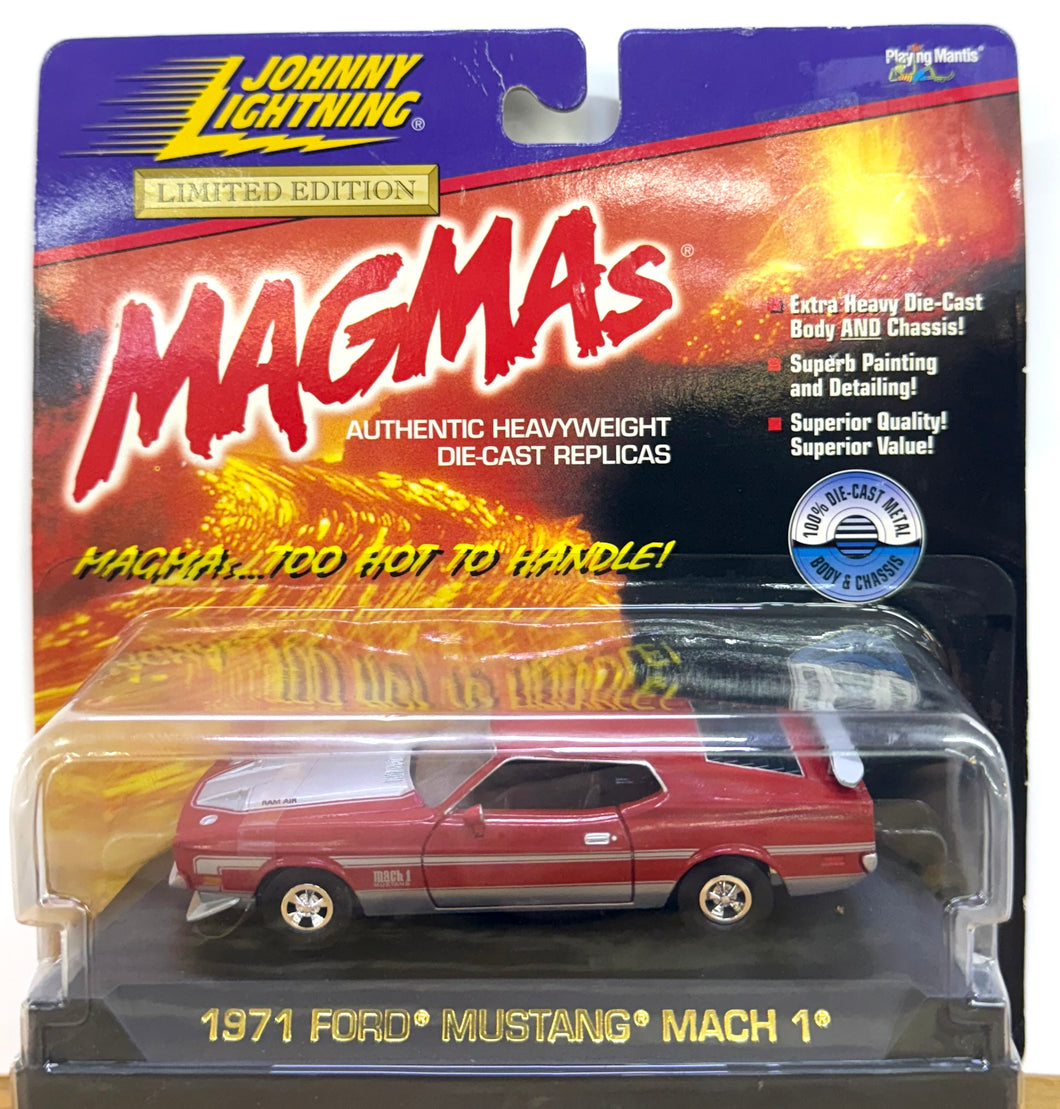 JOHNNY
LIGHTNING®
Playing Mantis®
LIMITED EDITION
MAGMAs®
Extra Heavy Die-Cast
Body AND Chassis!
Superb Painting
and Detailing!
Superior Quality!
Superior Value!
AUTHENTIC HEAVYWEIGHT
DIE-CAST REPLICAS
100% DIE-CAST METAL
BODY & CHASSIS
MAGMAs...TOO HOT TO HANDLE!
RAM AIR
mach 1
MUSTANG
1971 FORD® MUSTANG® MACH 1®